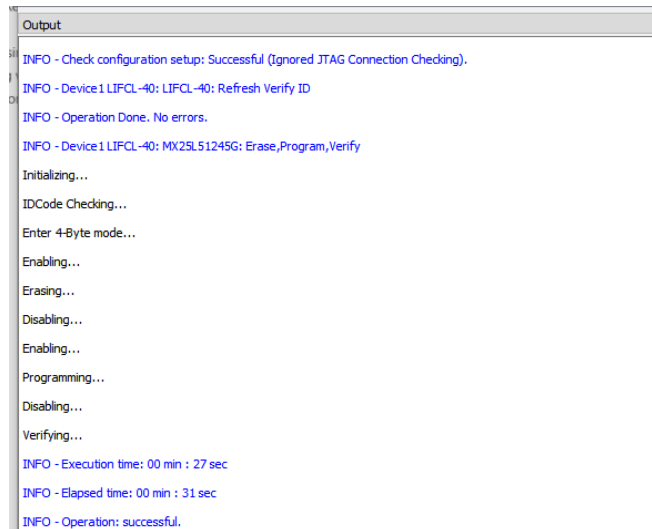 Output
INFO - Check configuration setup: Successful (Ignored JTAG Connection Checking).
INFO - Device1 LIFCL-40: LIFCL-40: Refresh Verify ID
INFO - Operation Done. No errors.
INFO - Device1 LIFCL-40: MX25L51245G: Erase,Program,Verify
Initializing...
IDCode Checking...
Enter 4-Byte mode...
Enabling...
Erasing...
Disabling...
Enabling...
Programming...
Disabling...
Verifying...
INFO - Execution time: 00 min : 27 sec
INFO - Elapsed time: 00 min : 31 sec
INFO - Operation: successful.